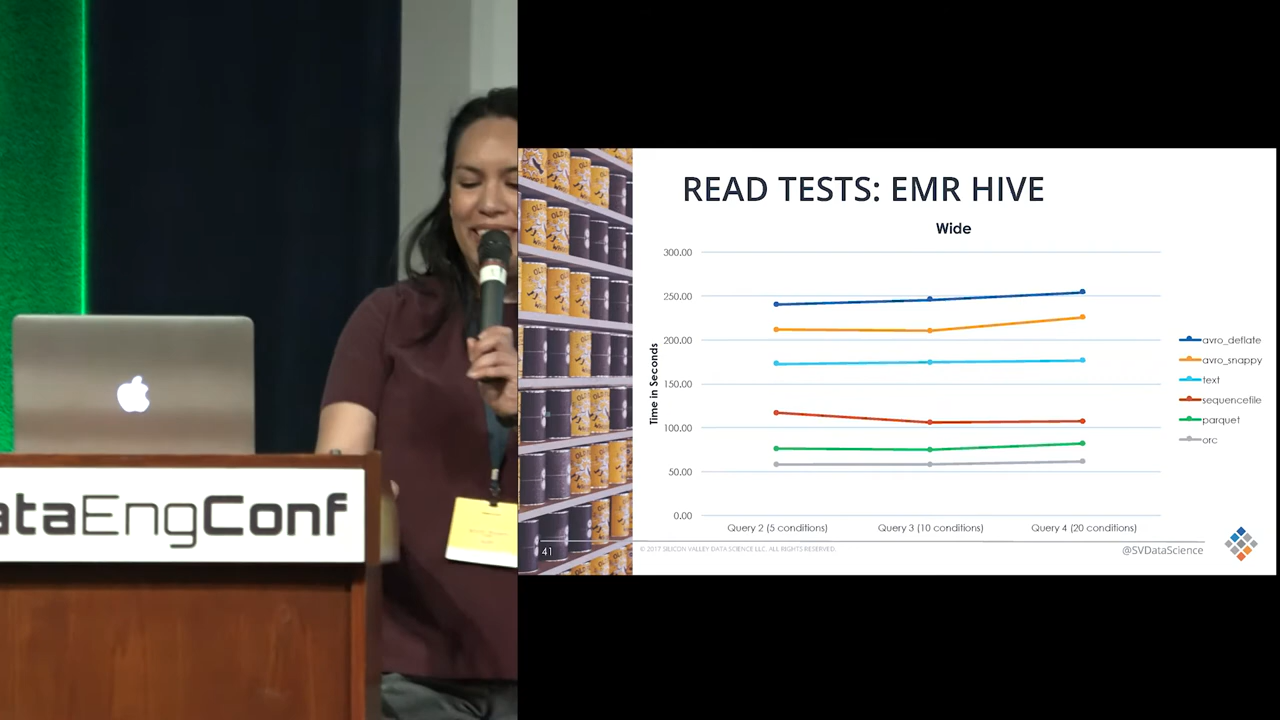 ataEngConf
READ TESTS: EMR HIVE
Wide
300.00
250.00
200.00
150.00
100.00
50.00
0.00
Time in Seconds
Query 2 (5 conditions)
Query 3 (10 conditions)
Query 4 (20 conditions)
avro_deflate
avro_snappy
text
sequencefile
parquet
orc
41
© 2017 SILICON VALLEY DATA SCIENCE LLC. ALL RIGHTS RESERVED.
@SVDataScience